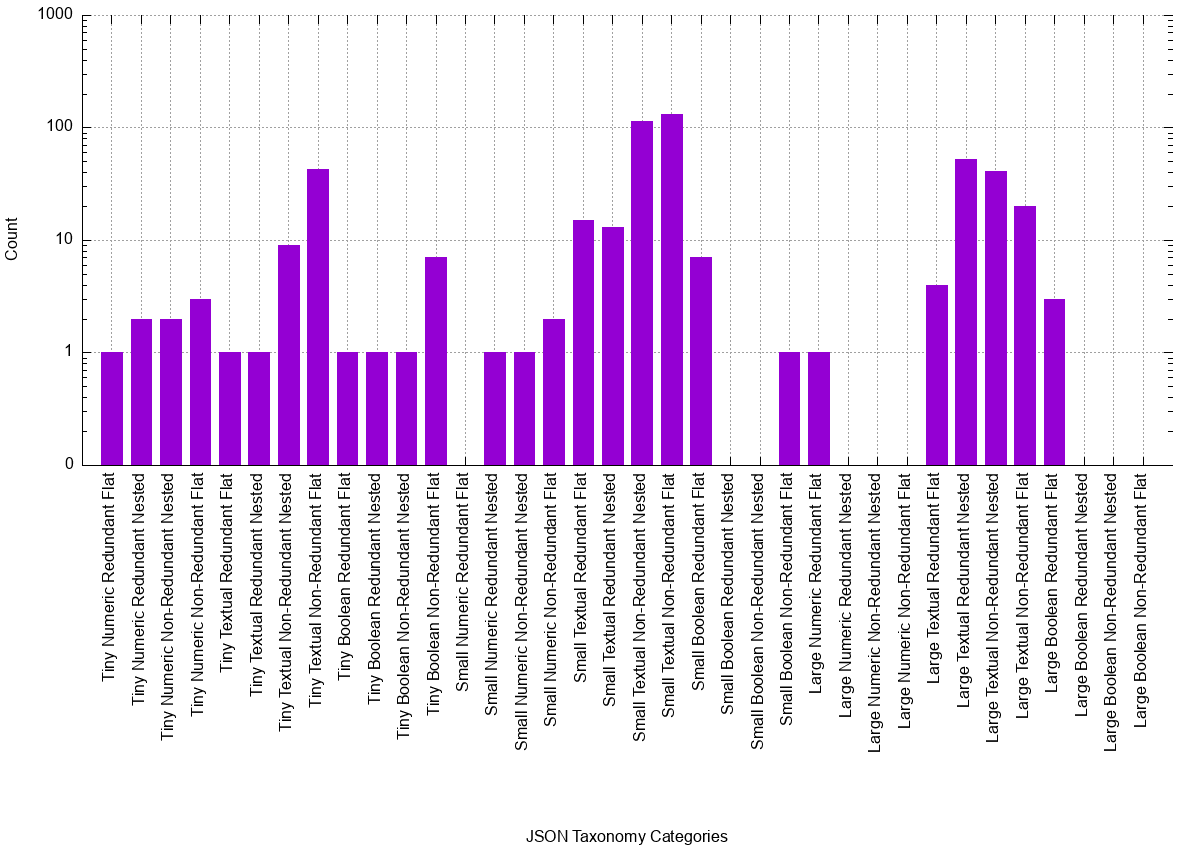 1000
100
10
1
0
Count
Tiny Numeric Redundant Flat
Tiny Numeric Redundant Nested
Tiny Numeric Non-Redundant Nested
Tiny Numeric Non-Redundant Flat
Tiny Textual Redundant Flat
Tiny Textual Redundant Nested
Tiny Textual Non-Redundant Nested
Tiny Textual Non-Redundant Flat
Tiny Boolean Redundant Flat
Tiny Boolean Redundant Nested
Tiny Boolean Non-Redundant Nested
Tiny Boolean Non-Redundant Flat
Small Numeric Redundant Flat
Small Numeric Redundant Nested
Small Numeric Non-Redundant Nested
Small Numeric Non-Redundant Flat
Small Textual Redundant Flat
Small Textual Redundant Nested
Small Textual Non-Redundant Nested
Small Textual Non-Redundant Flat
Small Boolean Redundant Flat
Small Boolean Redundant Nested
Small Boolean Non-Redundant Nested
Small Boolean Non-Redundant Flat
Large Numeric Redundant Flat
Large Numeric Redundant Nested
Large Numeric Non-Redundant Nested
Large Numeric Non-Redundant Flat
Large Textual Redundant Flat
Large Textual Redundant Nested
Large Textual Non-Redundant Nested
Large Textual Non-Redundant Flat
Large Boolean Redundant Flat
Large Boolean Redundant Nested
Large Boolean Non-Redundant Nested
Large Boolean Non-Redundant Flat
JSON Taxonomy Categories